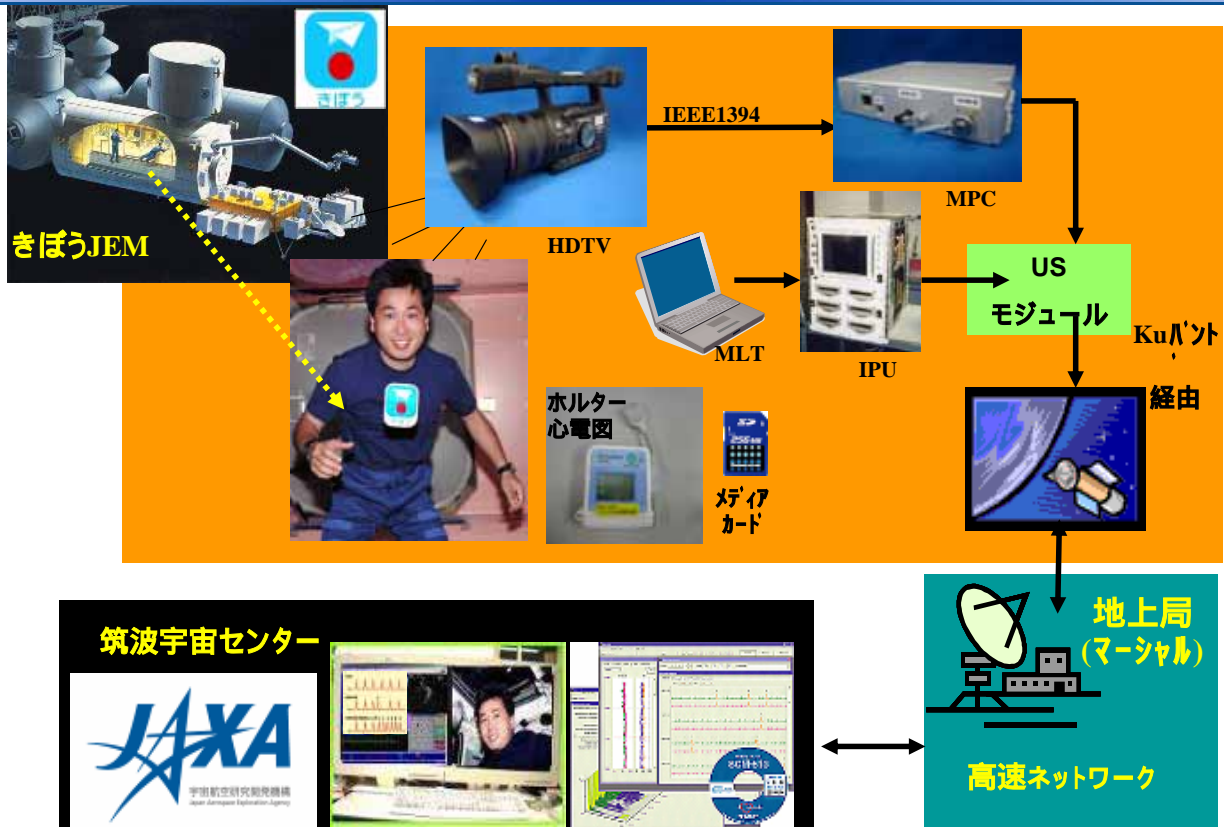 きぼう
きぼうJEM
IEEE1394
MPC
HDTV
MLT
IPU
US
モジュール
Kuバンド
経由
ホルター
心電図
256MB
メディア
カード
筑波宇宙センター
JAXA
宇宙航空研究開発機構
Japan Aerospace Exploration Agency
地上局
(マーシャル)
高速ネットワーク